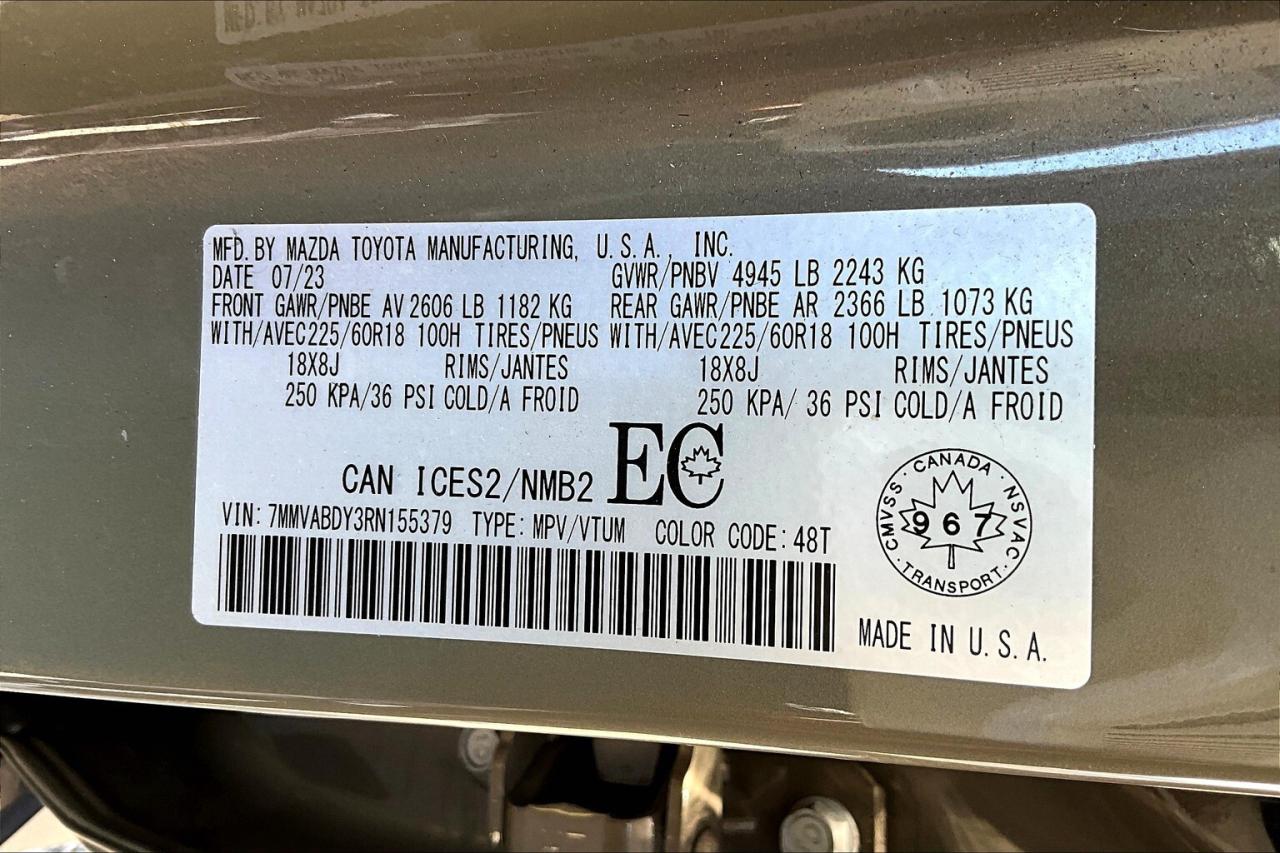 MFD. BY MAZDA TOYOTA MANUFACTURING, U.S.A., INC.
DATE 07/23 GVWR/PNBV 4945 LB 2243 KG
FRONT GAWR/PNBE AV 2606 LB 1182 KG REAR GAWR/PNBE AR 2366 LB 1073 KG
WITH/AVEC225/60R18 100H TIRES/PNEUS WITH/AVEC225/60R18 100H TIRES/PNEUS
18X8J RIMS/JANTES 18X8J RIMS/JANTES
250 KPA/36 PSI COLD/A FROID 250 KPA/ 36 PSI COLD/A FROID
CAN ICES2/NMB2 EC
VIN: 7MMVABDY3RN155379 TYPE: MPV/VTUM COLOR CODE: 48T
CMVSS · CANADA · NSVAC · TRANSPORT ·
967
MADE IN U.S.A.